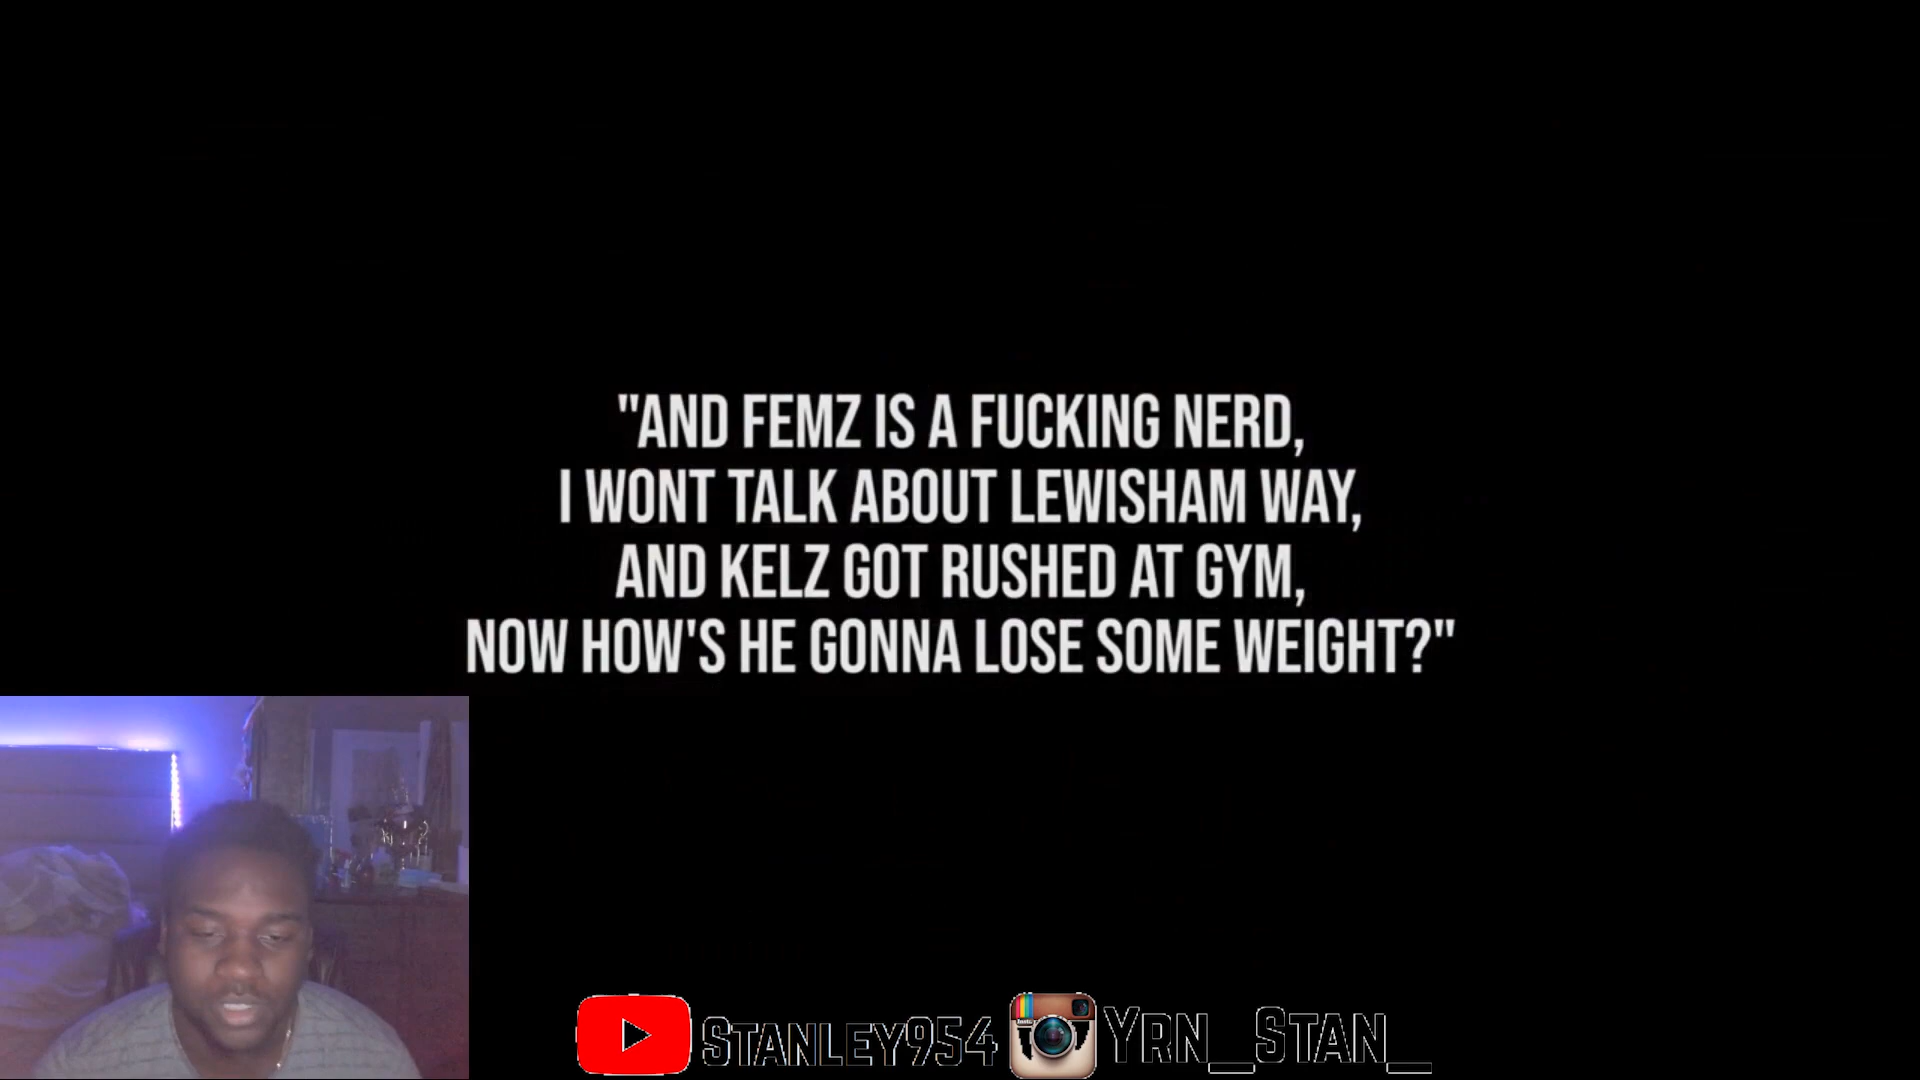 "AND FEMZ IS A FUCKING NERD,
I WONT TALK ABOUT LEWISHAM WAY,
AND KELZ GOT RUSHED AT GYM,
NOW HOW'S HE GONNA LOSE SOME WEIGHT?"
STANLEY954 YRN_STAN_